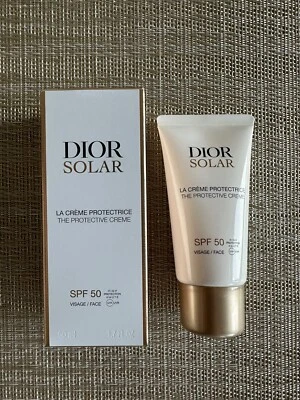 DIOR
SOLAR
LA CRÈME PROTECTRICE
THE PROTECTIVE CREME
SPF 50
VISAGE / FACE
DIOR
SOLAR
LA CRÈME PROTECTRICE
THE PROTECTIVE CREME
SPF 50
VISAGE / FACE